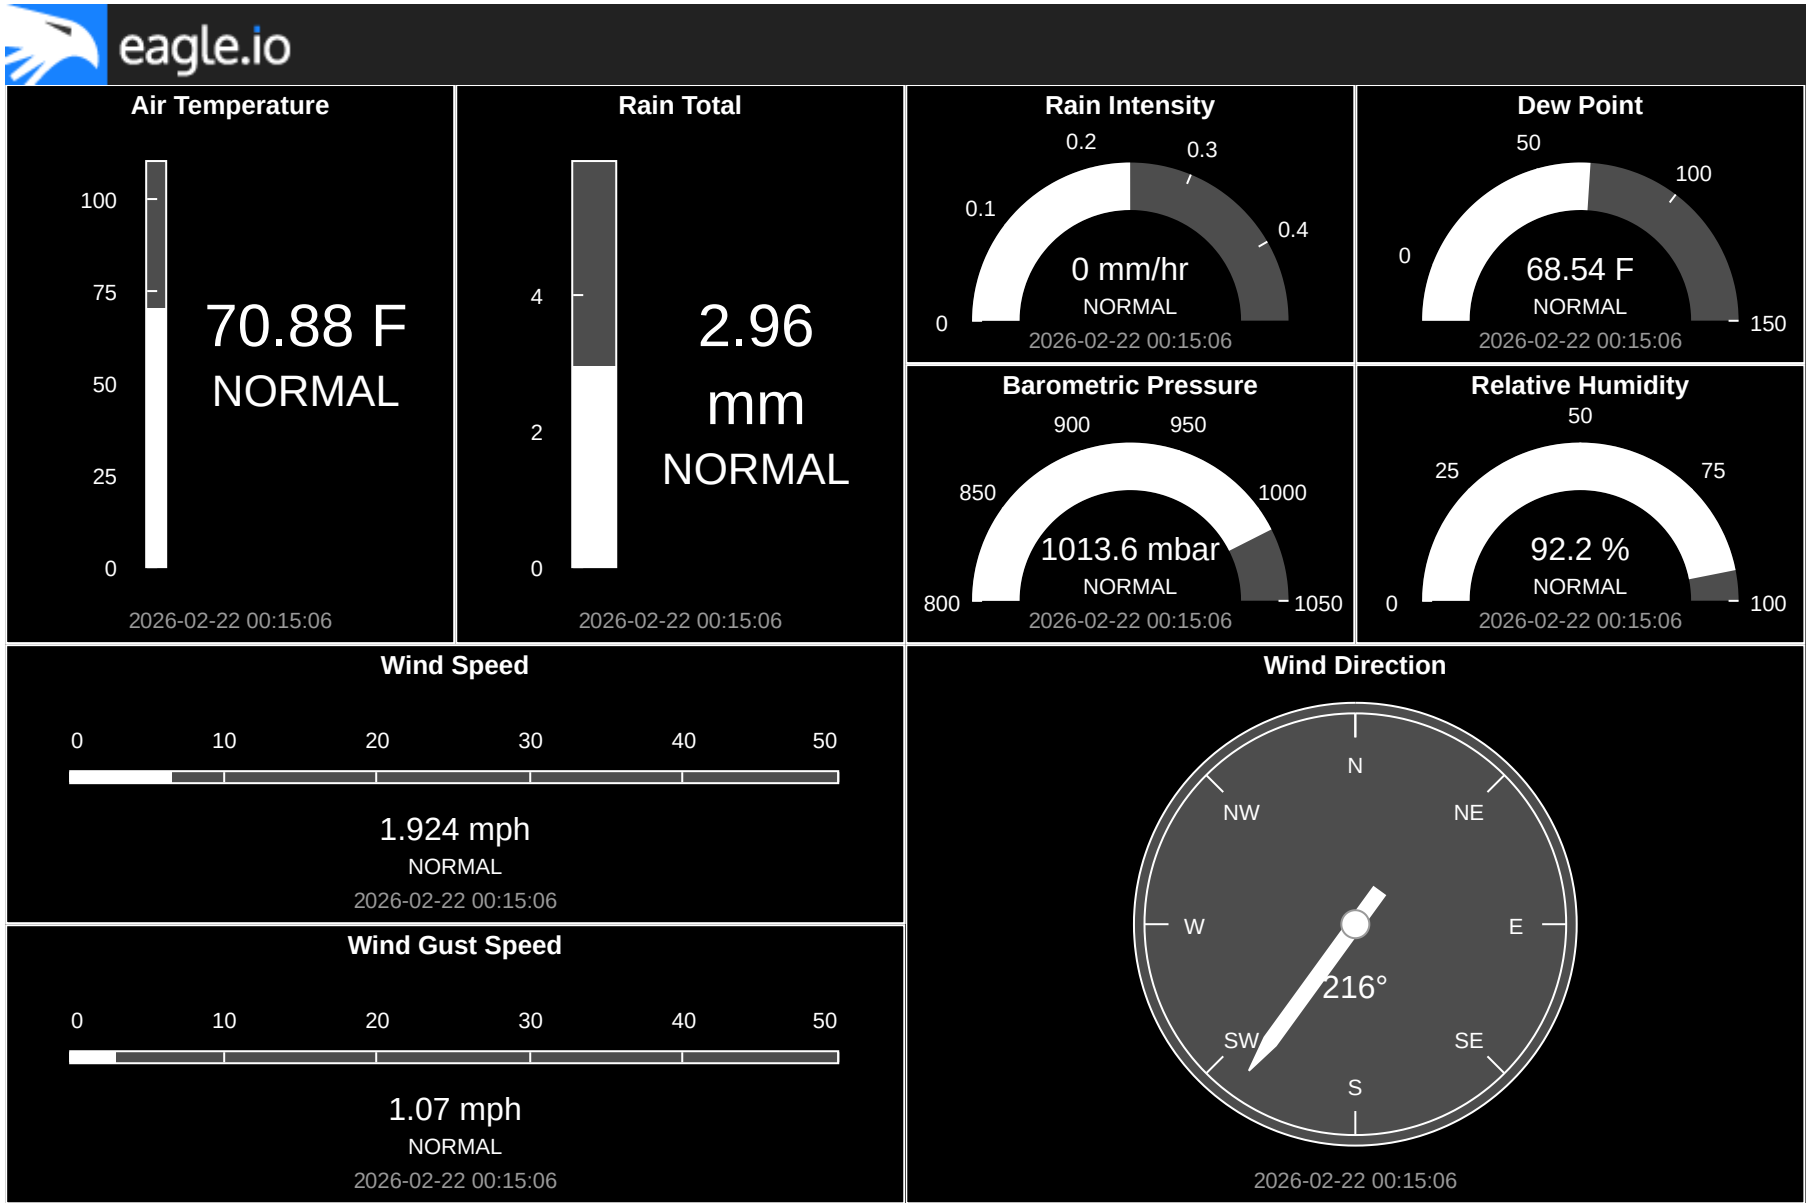 eagle.io
Air Temperature
100
75
50
25
0
70.88 F
NORMAL
2026-02-22 00:15:06
Rain Total
4
2
0
2.96
mm
NORMAL
2026-02-22 00:15:06
Rain Intensity
0
0.1
0.2
0.3
0.4
0 mm/hr
NORMAL
2026-02-22 00:15:06
Dew Point
0
50
100
150
68.54 F
NORMAL
2026-02-22 00:15:06
Barometric Pressure
800
850
900
950
1000
1050
1013.6 mbar
NORMAL
2026-02-22 00:15:06
Relative Humidity
0
25
50
75
100
92.2 %
NORMAL
2026-02-22 00:15:06
Wind Speed
0 10 20 30 40 50
1.924 mph
NORMAL
2026-02-22 00:15:06
Wind Gust Speed
0 10 20 30 40 50
1.07 mph
NORMAL
2026-02-22 00:15:06
Wind Direction
N
NW NE
W E
216°
SW SE
S
2026-02-22 00:15:06